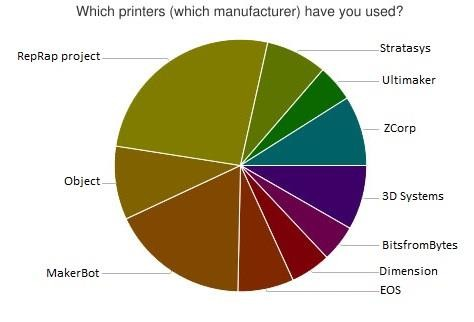 Which printers (which manufacturer) have you used?
RepRap project
Stratasys
Ultimaker
ZCorp
Object
3D Systems
BitsfromBytes
MakerBot
Dimension
EOS